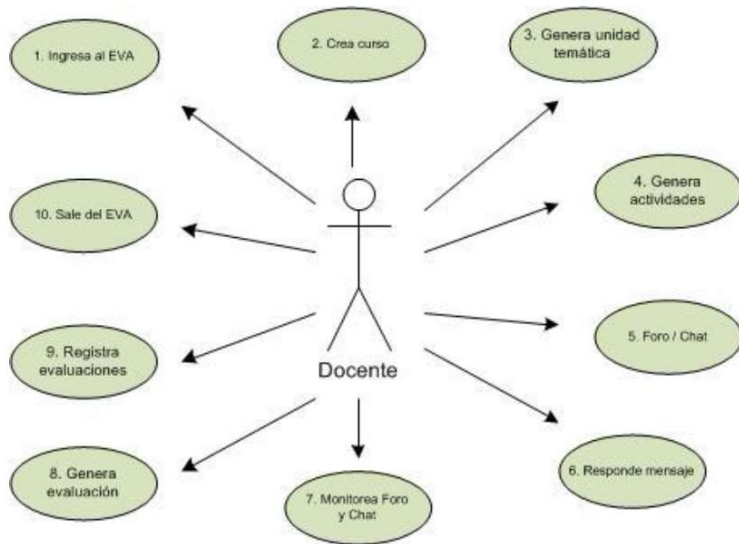 1. Ingresa al EVA
2. Crea curso
3. Genera unidad
temática
4. Genera
actividades
5. Foro / Chat
6. Responde mensaje
7. Monitorea Foro
y Chat
8. Genera
evaluación
9. Registra
evaluaciones
10. Sale del EVA
Docente